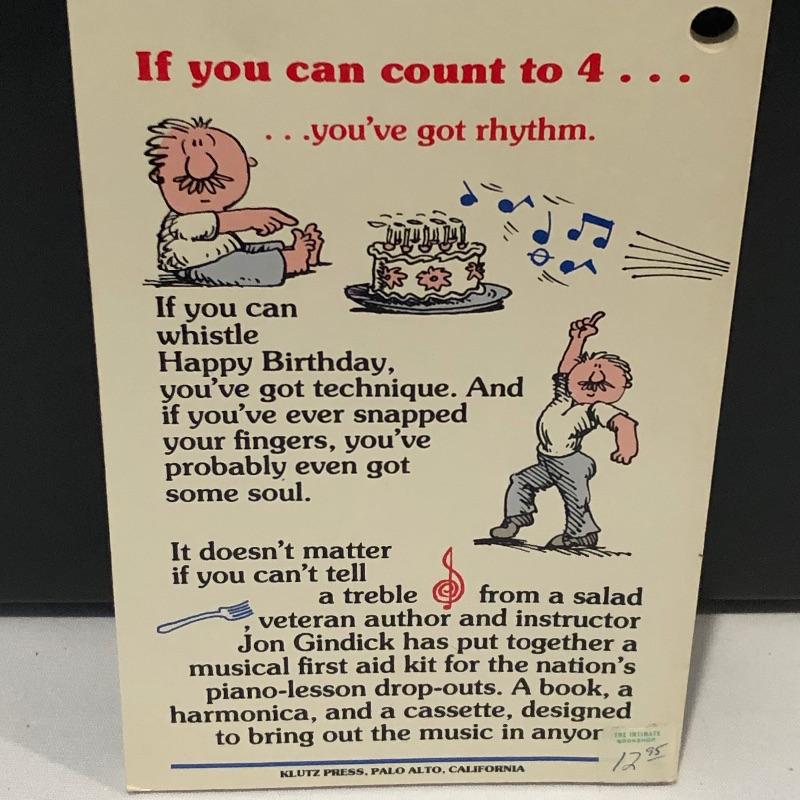 If you can count to 4 . . .
. . .you've got rhythm.
If you can
whistle
Happy Birthday,
you've got technique. And
if you've ever snapped
your fingers, you've
probably even got
some soul.
It doesn't matter
if you can't tell
a treble from a salad
, veteran author and instructor
Jon Gindick has put together a
musical first aid kit for the nation's
piano-lesson drop-outs. A book, a
harmonica, and a cassette, designed
to bring out the music in anyor
THE INTIMATE
BOOKSHOP
12 95
KLUTZ PRESS, PALO ALTO, CALIFORNIA